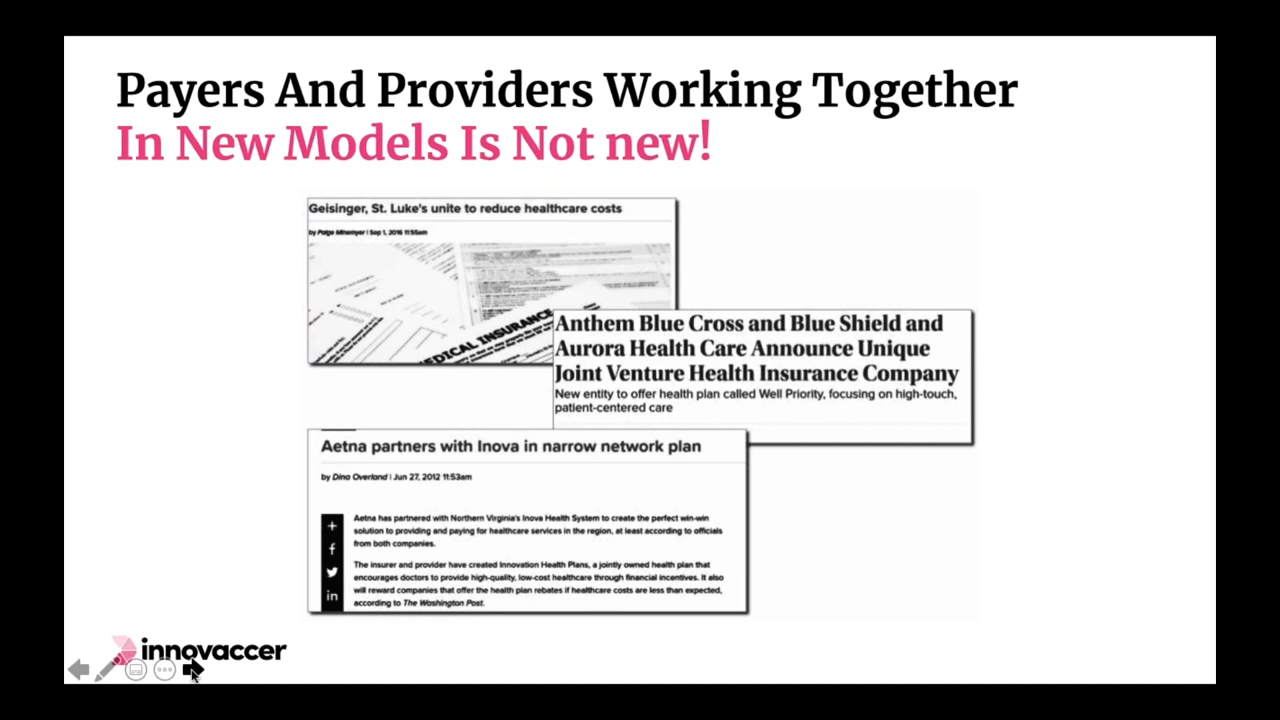 Payers And Providers Working Together
In New Models Is Not new!
Geisinger, St. Luke's unite to reduce healthcare costs
by Paige Minemyer | Sep 1, 2016 11:55am
MEDICAL INSURANCE
Anthem Blue Cross and Blue Shield and
Aurora Health Care Announce Unique
Joint Venture Health Insurance Company
New entity to offer health plan called Well Priority, focusing on high-touch,
patient-centered care
Aetna partners with Inova in narrow network plan
by Dina Overland | Jun 27, 2012 11:53am
Aetna has partnered with Northern Virginia's Inova Health System to create the perfect win-win
solution to providing and paying for healthcare services in the region, at least according to officials
from both companies.
The insurer and provider have created Innovation Health Plans, a jointly owned health plan that
encourages doctors to provide high-quality, low-cost healthcare through financial incentives. It also
will reward companies that offer the health plan rebates if healthcare costs are less than expected,
according to The Washington Post.
innovaccer